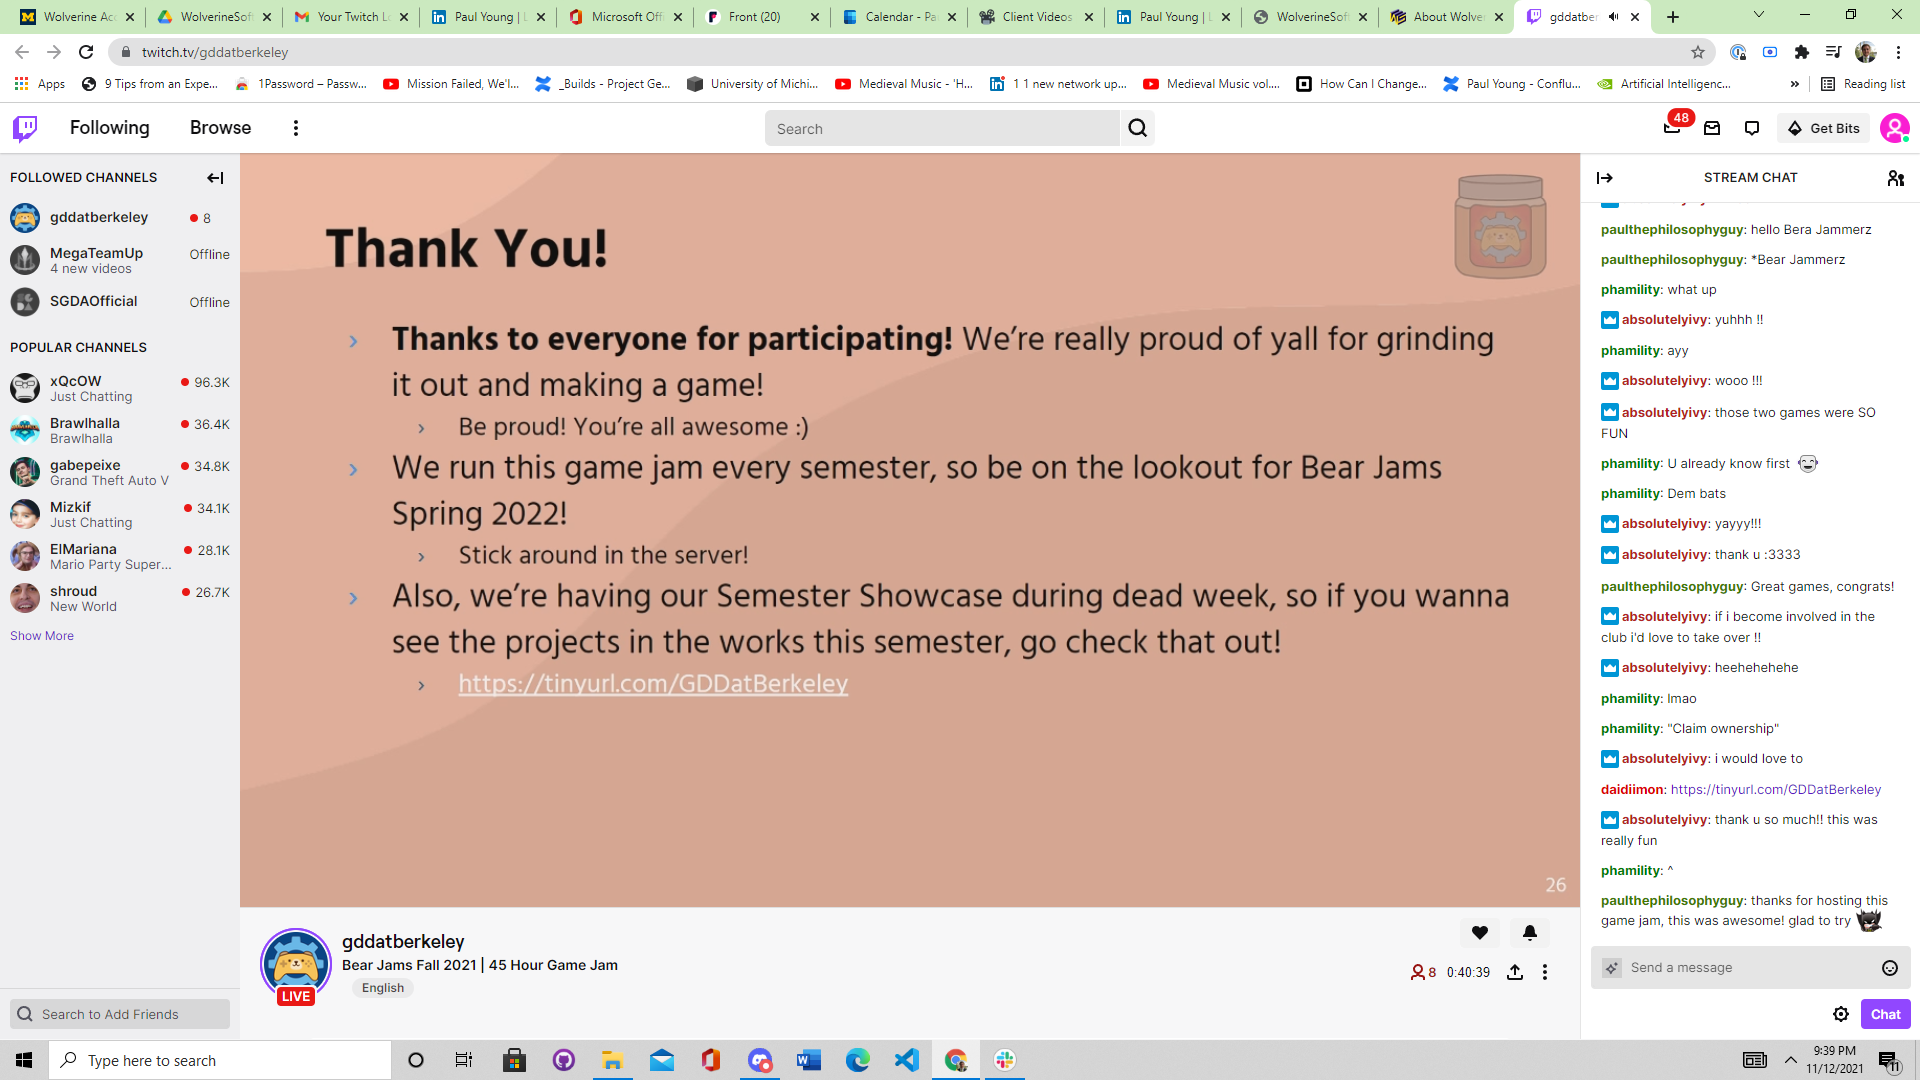 Wolverine Acc
WolverineSoft
Your Twitch Lo
Paul Young | L
Microsoft Offi
Front (20)
Calendar - Pa
Client Videos
Paul Young | L
WolverineSoft
About Wolver
gddatber
twitch.tv/gddatberkeley
Apps
9 Tips from an Expe...
1Password – Passw...
Mission Failed, We'l...
_Builds - Project Ge...
University of Michi...
Medieval Music - 'H...
1 1 new network up...
Medieval Music vol....
How Can I Change...
Paul Young - Conflu...
Artificial Intelligenc...
»
Reading list
Following
Browse
Search
48
Get Bits
FOLLOWED CHANNELS
gddatberkeley
8
MegaTeamUp
4 new videos
Offline
SGDAOfficial
Offline
POPULAR CHANNELS
xQcOW
Just Chatting
96.3K
Brawlhalla
Brawlhalla
36.4K
gabepeixe
Grand Theft Auto V
34.8K
Mizkif
Just Chatting
34.1K
ElMariana
Mario Party Super...
28.1K
shroud
New World
26.7K
Show More
Search to Add Friends
Thank You!
Thanks to everyone for participating! We’re really proud of yall for grinding
it out and making a game!
Be proud! You’re all awesome :)
We run this game jam every semester, so be on the lookout for Bear Jams
Spring 2022!
Stick around in the server!
Also, we’re having our Semester Showcase during dead week, so if you wanna
see the projects in the works this semester, go check that out!
https://tinyurl.com/GDDatBerkeley
26
LIVE
gddatberkeley
Bear Jams Fall 2021 | 45 Hour Game Jam
English
8
0:40:39
STREAM CHAT
paulthephilosophyguy: hello Bera Jammerz
paulthephilosophyguy: *Bear Jammerz
phamility: what up
absolutelyivy: yuhhh !!
phamility: ayy
absolutelyivy: wooo !!!
absolutelyivy: those two games were SO
FUN
phamility: U already know first
phamility: Dem bats
absolutelyivy: yayyy!!!
absolutelyivy: thank u :3333
paulthephilosophyguy: Great games, congrats!
absolutelyivy: if i become involved in the
club i'd love to take over !!
absolutelyivy: heehehehehe
phamility: lmao
phamility: "Claim ownership"
absolutelyivy: i would love to
daidiimon: https://tinyurl.com/GDDatBerkeley
absolutelyivy: thank u so much!! this was
really fun
phamility: ^
paulthephilosophyguy: thanks for hosting this
game jam, this was awesome! glad to try
Send a message
Chat
Type here to search
9:39 PM
11/12/2021
11